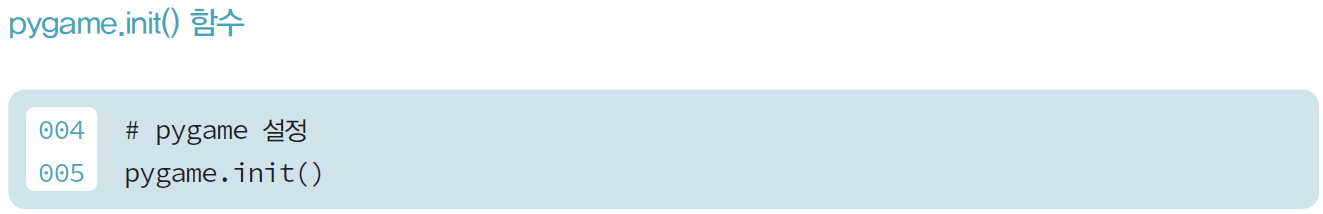 pygame.init() 함수
004 # pygame 설정
005 pygame.init()